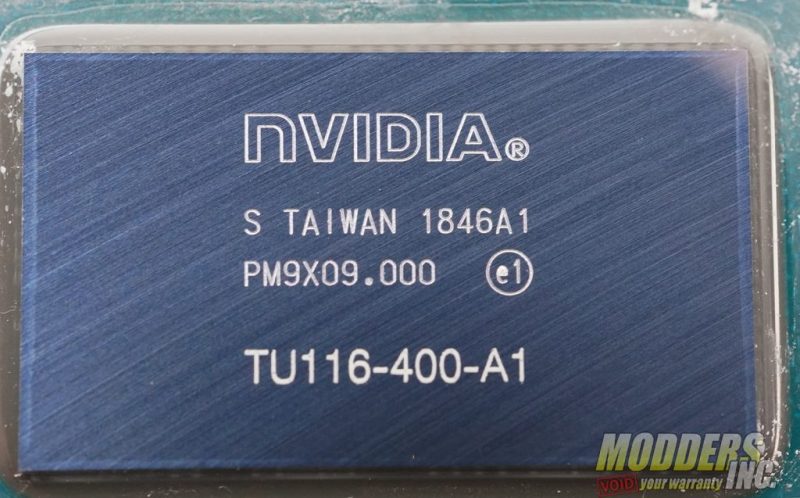 NVIDIA®
S TAIWAN 1846A1
PM9X09.000 e1
TU116-400-A1
MODDERS
VOID your warranty INC.